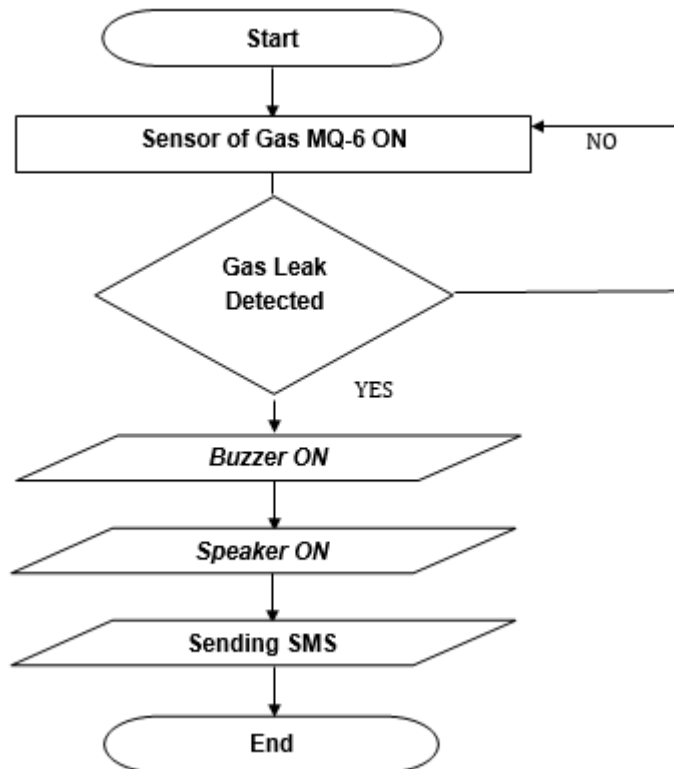 Start
Sensor of Gas MQ-6 ON
NO
Gas Leak
Detected
YES
Buzzer ON
Speaker ON
Sending SMS
End